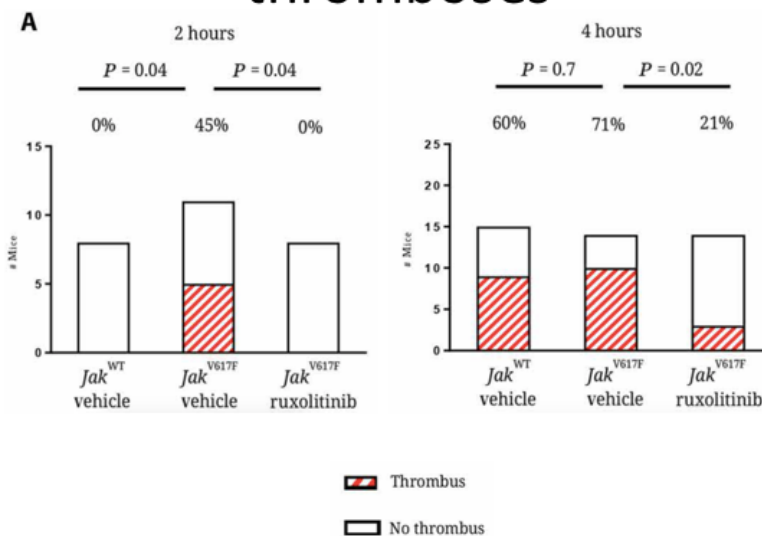 thromboses
A
2 hours
P = 0.04
P = 0.04
0%
45%
0%
15
10
5
0
# Mice
Jak WT
vehicle
Jak V617F
vehicle
Jak V617F
ruxolitinib
4 hours
P = 0.7
P = 0.02
60%
71%
21%
25
20
15
10
5
0
# Mice
Jak WT
vehicle
Jak V617F
vehicle
Jak V617F
ruxolitinib
Thrombus
No thrombus